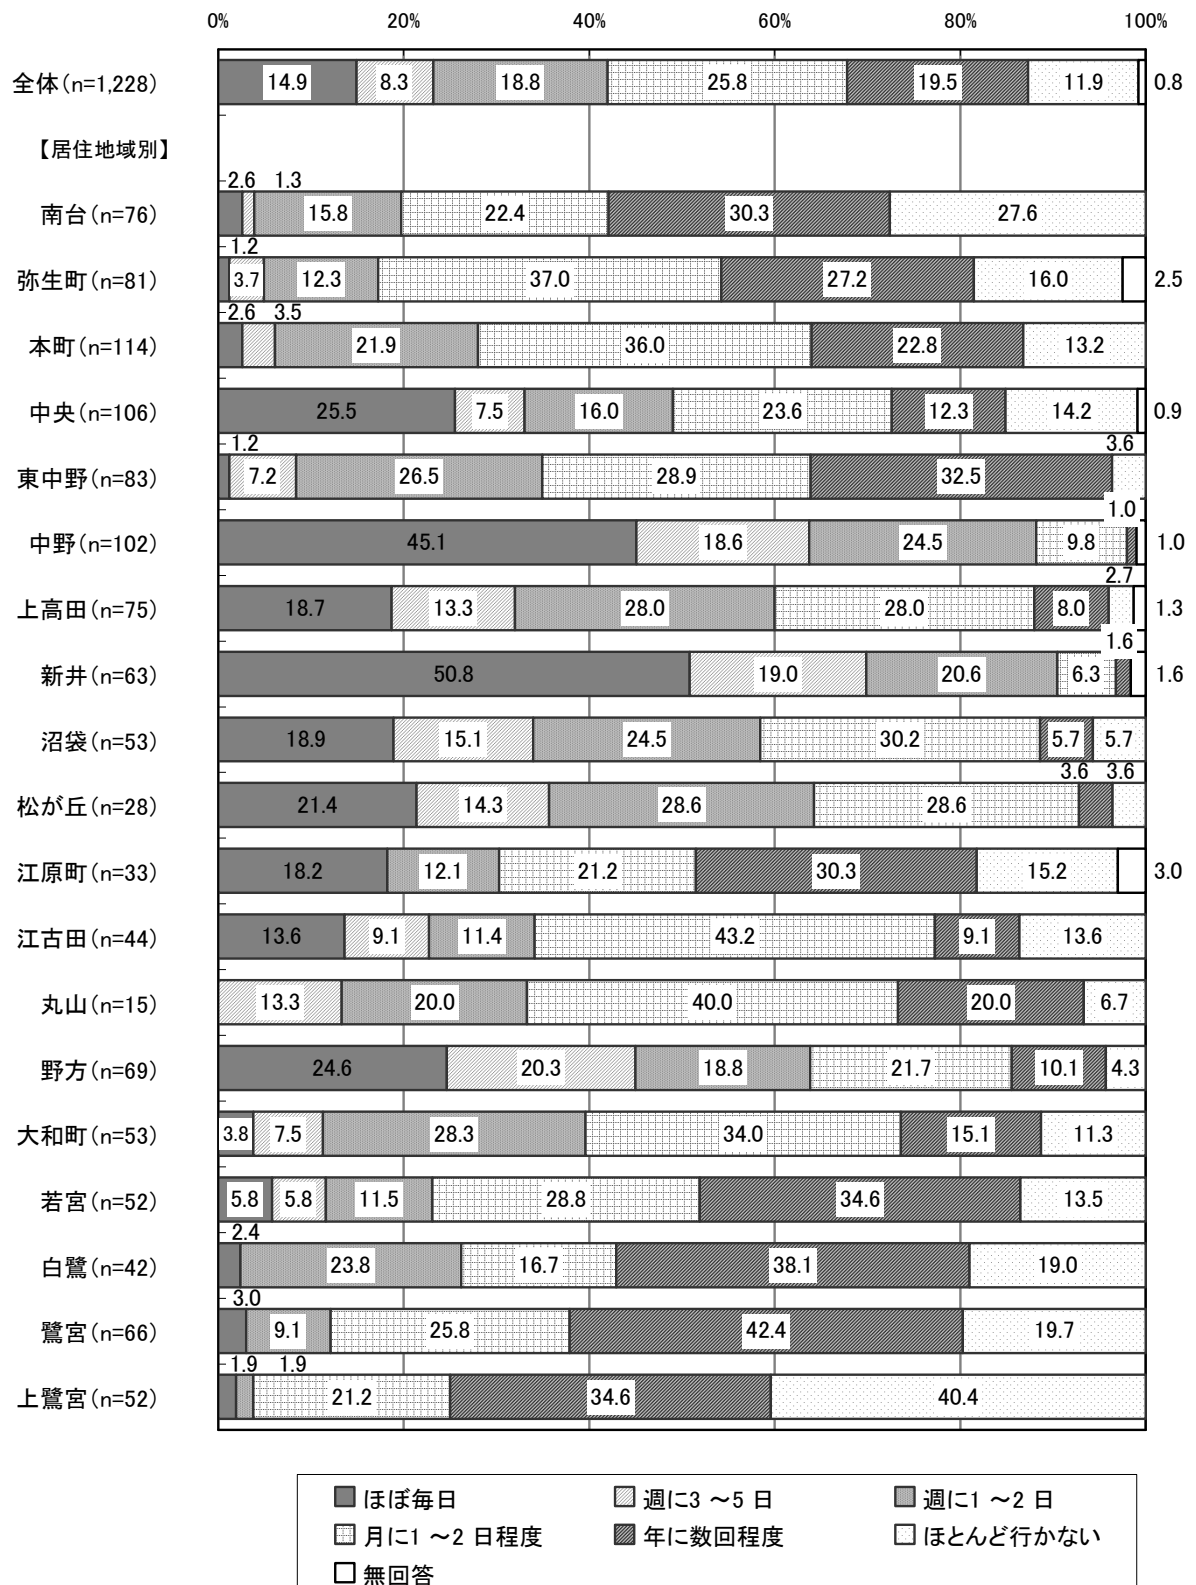 0% 20% 40% 60% 80% 100%
全体(n=1,228) 14.9 8.3 18.8 25.8 19.5 11.9 0.8
【居住地域別】
2.6 1.3
南台(n=76) 15.8 22.4 30.3 27.6
1.2
弥生町(n=81) 3.7 12.3 37.0 27.2 16.0 2.5
2.6 3.5
本町(n=114) 21.9 36.0 22.8 13.2
中央(n=106) 25.5 7.5 16.0 23.6 12.3 14.2 0.9
1.2 3.6
東中野(n=83) 7.2 26.5 28.9 32.5
1.0
中野(n=102) 45.1 18.6 24.5 9.8 1.0
2.7
上高田(n=75) 18.7 13.3 28.0 28.0 8.0 1.3
1.6
新井(n=63) 50.8 19.0 20.6 6.3 1.6
沼袋(n=53) 18.9 15.1 24.5 30.2 5.7 5.7
3.6 3.6
松が丘(n=28) 21.4 14.3 28.6 28.6
江原町(n=33) 18.2 12.1 21.2 30.3 15.2 3.0
江古田(n=44) 13.6 9.1 11.4 43.2 9.1 13.6
丸山(n=15) 13.3 20.0 40.0 20.0 6.7
野方(n=69) 24.6 20.3 18.8 21.7 10.1 4.3
大和町(n=53) 3.8 7.5 28.3 34.0 15.1 11.3
若宮(n=52) 5.8 5.8 11.5 28.8 34.6 13.5
2.4
白鷺(n=42) 23.8 16.7 38.1 19.0
3.0
鷺宮(n=66) 9.1 25.8 42.4 19.7
1.9 1.9
上鷺宮(n=52) 21.2 34.6 40.4
ほぼ毎日 週に3 ～5 日 週に1 ～2 日
月に1 ～2 日程度 年に数回程度 ほとんど行かない
無回答